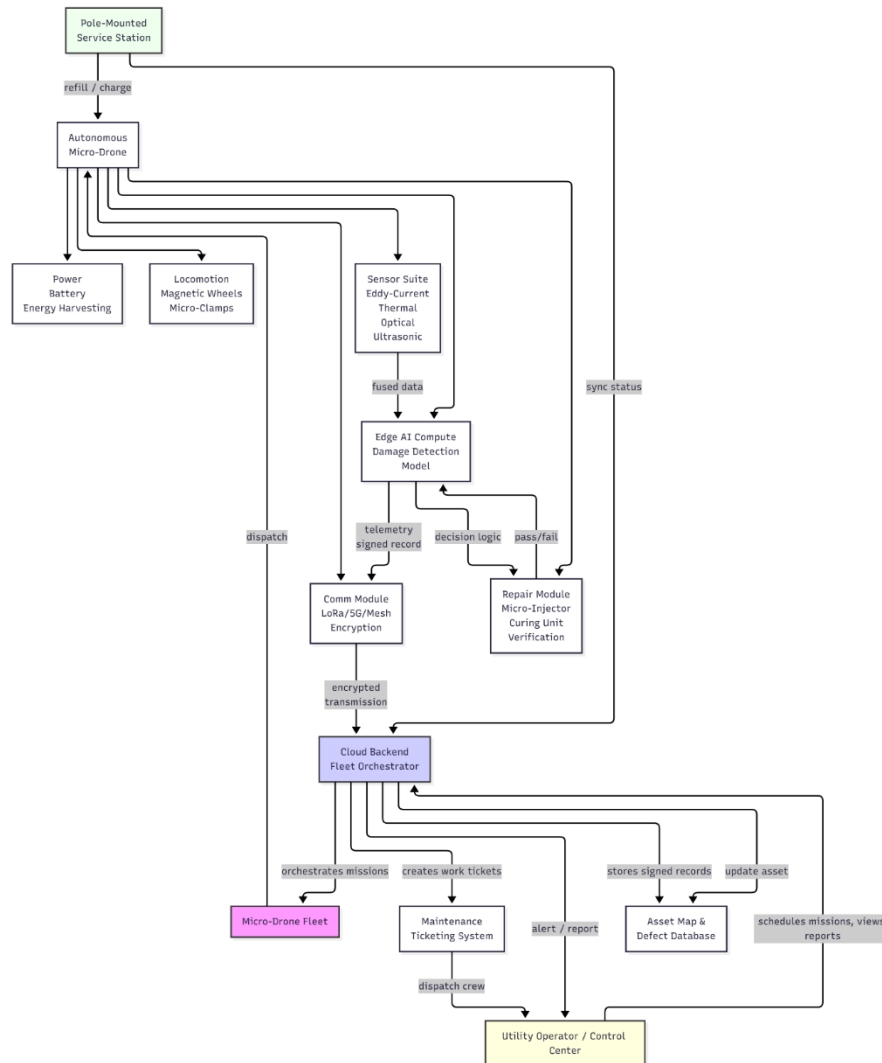 Pole-Mounted
Service Station
refill / charge
Autonomous
Micro-Drone
Power
Battery
Energy Harvesting
Locomotion
Magnetic Wheels
Micro-Clamps
Sensor Suite
Eddy-Current
Thermal
Optical
Ultrasonic
fused data
sync status
Edge AI Compute
Damage Detection
Model
dispatch
telemetry
signed record
decision logic
pass/fail
Comm Module
LoRa/5G/Mesh
Encryption
Repair Module
Micro-Injector
Curing Unit
Verification
encrypted
transmission
Cloud Backend
Fleet Orchestrator
orchestrates missions
creates work tickets
stores signed records
update asset
Micro-Drone Fleet
Maintenance
Ticketing System
alert / report
Asset Map &
Defect Database
schedules missions, views
reports
dispatch crew
Utility Operator / Control
Center